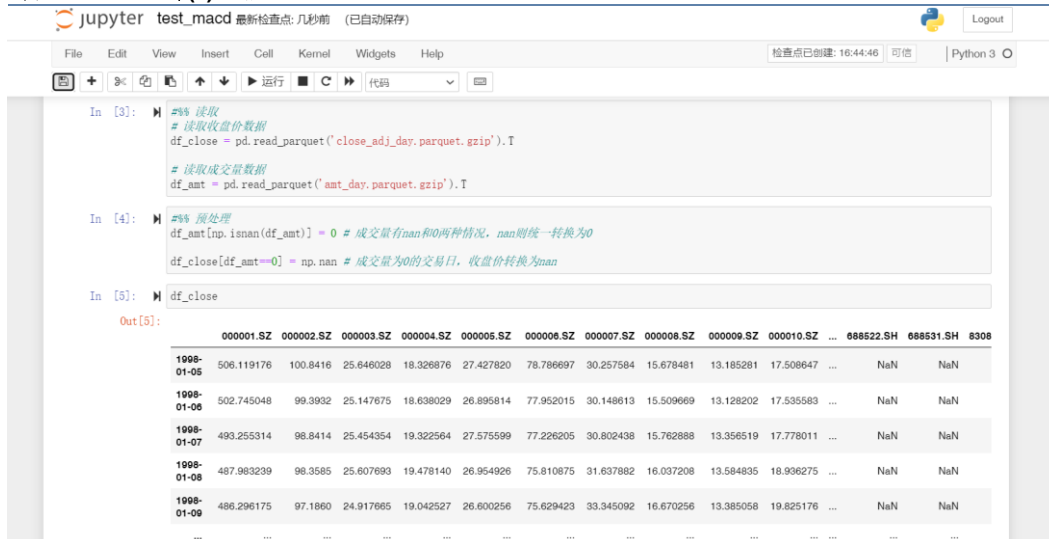 jupyter test_macd 最新检查点: 几秒前 (已自动保存)
Logout
File Edit View Insert Cell Kernel Widgets Help
检查点已创建: 16:44:46 可信 Python 3
运行 代码
In [3]: #%% 读取
# 读取收盘价数据
df_close = pd.read_parquet('close_adj_day.parquet.gzip').T
# 读取成交量数据
df_amt = pd.read_parquet('amt_day.parquet.gzip').T
In [4]: #%% 预处理
df_amt[np.isnan(df_amt)] = 0 # 成交量有nan和0两种情况，nan则统一转换为0
df_close[df_amt==0] = np.nan # 成交量为0的交易日，收盘价转换为nan
In [5]: df_close
Out[5]:
000001.SZ 000002.SZ 000003.SZ 000004.SZ 000005.SZ 000006.SZ 000007.SZ 000008.SZ 000009.SZ 000010.SZ ... 688522.SH 688531.SH 8308
1998-01-05 506.119176 100.8416 25.646028 18.326876 27.427820 78.786697 30.257584 15.678481 13.185281 17.508647 ... NaN NaN
1998-01-06 502.745048 99.3932 25.147675 18.638029 26.895814 77.952015 30.148613 15.509669 13.128202 17.535583 ... NaN NaN
1998-01-07 493.255314 98.8414 25.454354 19.322564 27.575599 77.226205 30.802438 15.762888 13.356519 17.778011 ... NaN NaN
1998-01-08 487.983239 98.3585 25.607693 19.478140 26.954926 75.810875 31.637882 16.037208 13.584835 18.936275 ... NaN NaN
1998-01-09 486.296175 97.1860 24.917665 19.042527 26.600256 75.629423 33.345092 16.670256 13.385058 19.825176 ... NaN NaN
... ... ... ... ... ... ... ... ... ... ... ... ... ...